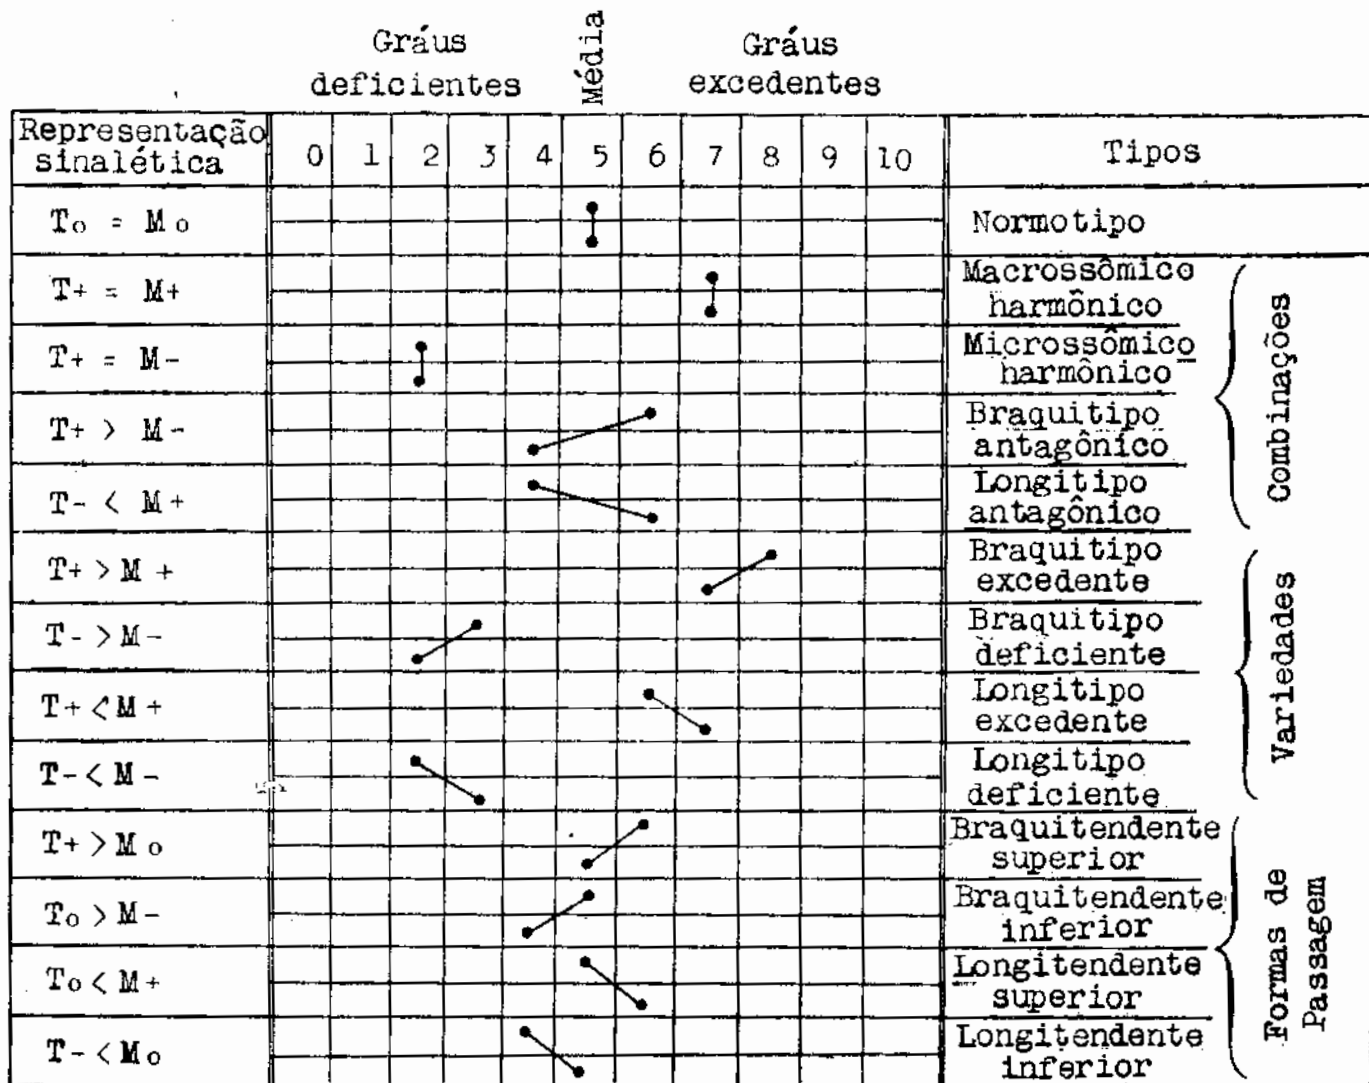 Gráus
deficientes
Média
Gráus
excedentes
Representação
sinalética
0 1 2 3 4 5 6 7 8 9 10
Tipos
To = Mo
Normotipo
T+ = M+
Macrossômico
harmônico
T+ = M-
Microssômico
harmônico
T+ > M-
Braquitipo
antagônico
T- < M+
Longitipo
antagônico
Combinações
T+ > M+
Braquitipo
excedente
T- > M-
Braquitipo
deficiente
T+ < M+
Longitipo
excedente
T- < M-
Longitipo
deficiente
Variedades
T+ > Mo
Braquitendente
superior
To > M-
Braquitendente
inferior
To < M+
Longitendente
superior
T- < Mo
Longitendente
inferior
Formas de
Passagem